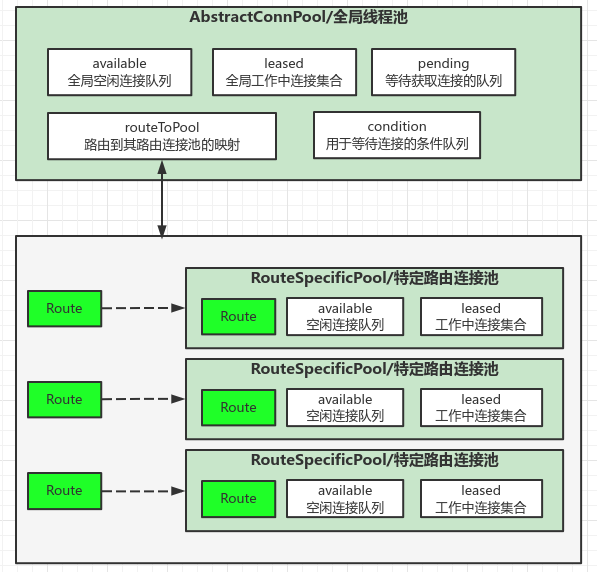 AbstractConnPool/全局线程池
available
全局空闲连接队列
leased
全局工作中连接集合
pending
等待获取连接的队列
routeToPool
路由到其路由连接池的映射
condition
用于等待连接的条件队列
Route
RouteSpecificPool/特定路由连接池
Route
available
空闲连接队列
leased
工作中连接集合
Route
RouteSpecificPool/特定路由连接池
Route
available
空闲连接队列
leased
工作中连接集合
Route
RouteSpecificPool/特定路由连接池
Route
available
空闲连接队列
leased
工作中连接集合